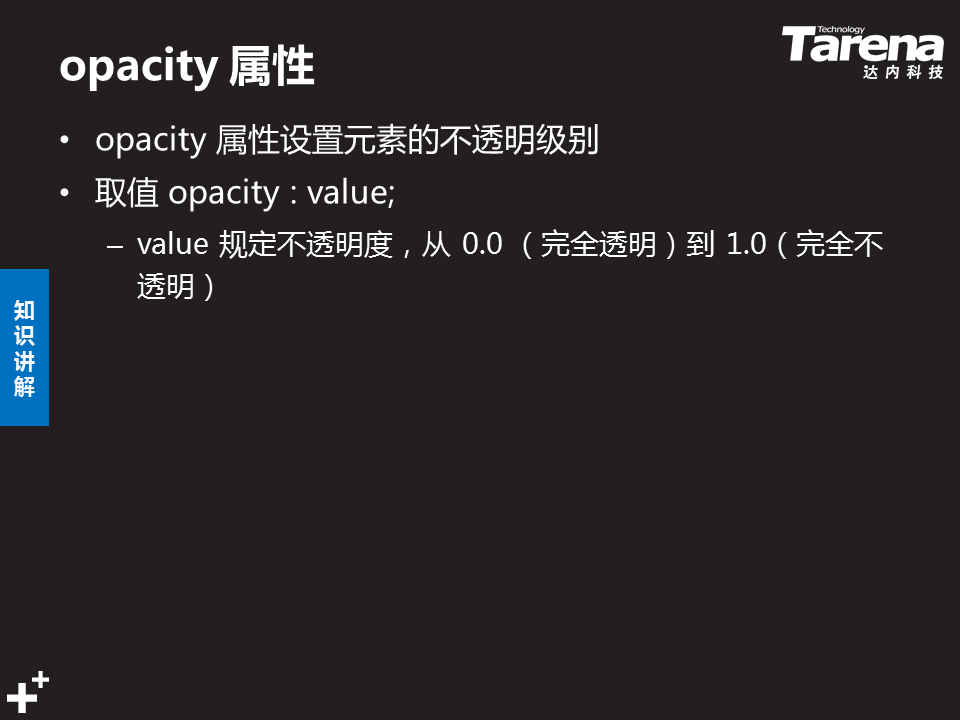 opacity 属性
Technology
Tarena
达内科技
• opacity 属性设置元素的不透明级别
• 取值 opacity : value;
– value 规定不透明度，从 0.0 （完全透明）到 1.0（完全不
透明）
知
识
讲
解